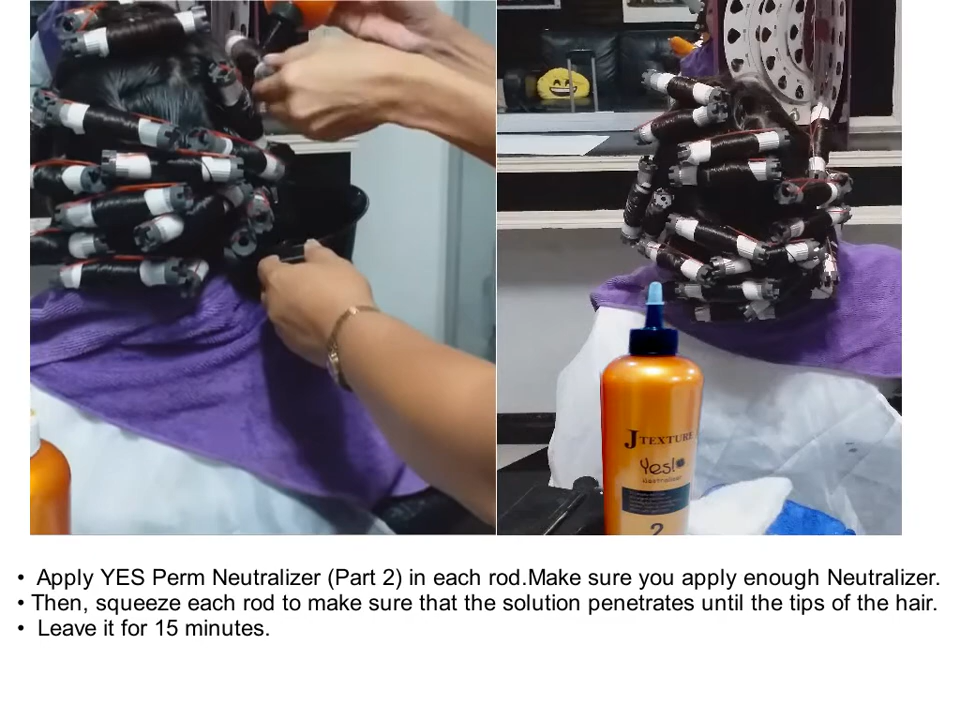 J TEXTURE
Yes!
Neutralizer
2
• Apply YES Perm Neutralizer (Part 2) in each rod.Make sure you apply enough Neutralizer.
• Then, squeeze each rod to make sure that the solution penetrates until the tips of the hair.
• Leave it for 15 minutes.